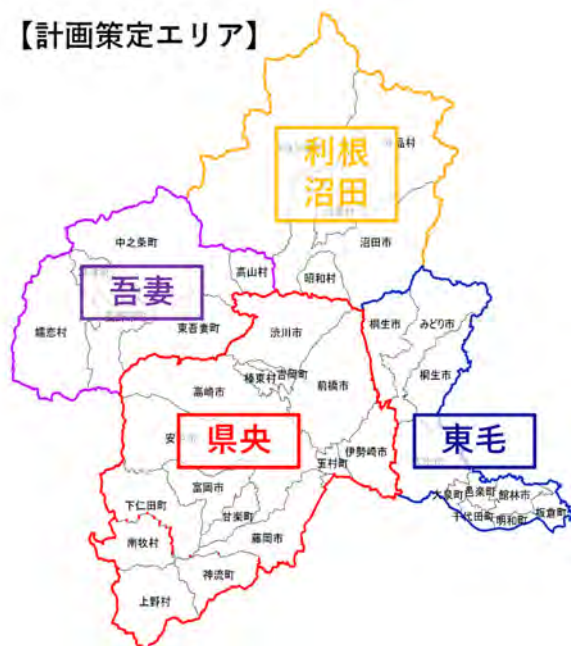 【計画策定エリア】
利根
沼田
沼田市
中之条町
高山村
昭和村
吾妻
嬬恋村
東吾妻町
渋川市
桐生市
みどり市
桐生市
榛東村
吉岡町
前橋市
高崎市
県央
東毛
伊勢崎市
玉村町
富岡市
下仁田町
甘楽町
藤岡市
南牧村
神流町
上野村
大泉町
邑楽町
館林市
板倉町
千代田町
明和町